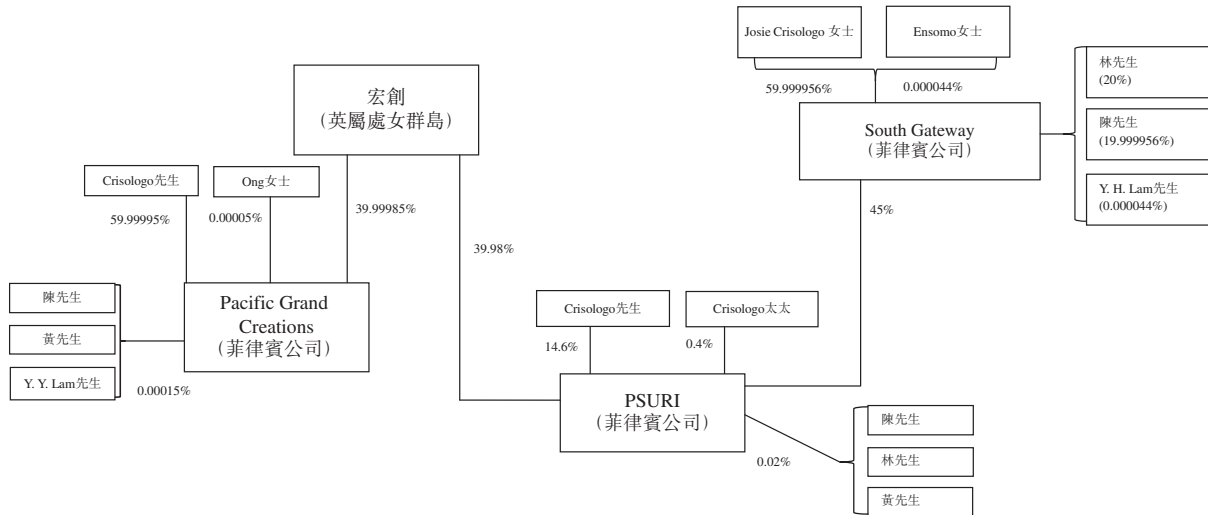 Josie Crisologo 女士
Ensomo女士
59.999956%
0.000044%
林先生
(20%)
陳先生
(19.999956%)
Y. H. Lam先生
(0.000044%)
宏創
（英屬處女群島）
South Gateway
（菲律賓公司）
Crisologo先生
Ong女士
59.99995%
0.00005%
39.99985%
45%
39.98%
陳先生
黃先生
Y. Y. Lam先生
0.00015%
Pacific Grand
Creations
（菲律賓公司）
Crisologo先生
Crisologo太太
14.6%
0.4%
PSURI
（菲律賓公司）
0.02%
陳先生
林先生
黃先生